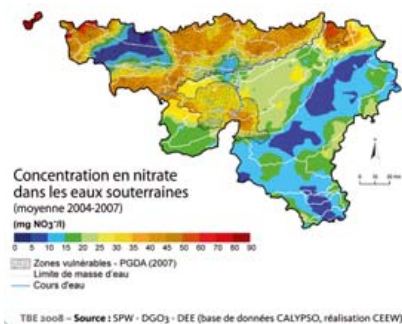 Concentration en nitrate
dans les eaux souterraines
(moyenne 2004-2007)
(mg NO3-/l)
0 5 10 15 20 25 30 35 40 45 50 60 70 80 90
Zones vulnérables - PGDA (2007)
Limite de masse d'eau
Cours d'eau
TBE 2008 – Source : SPW - DGO3 - DEE (base de données CALYPSO, réalisation CEEW)